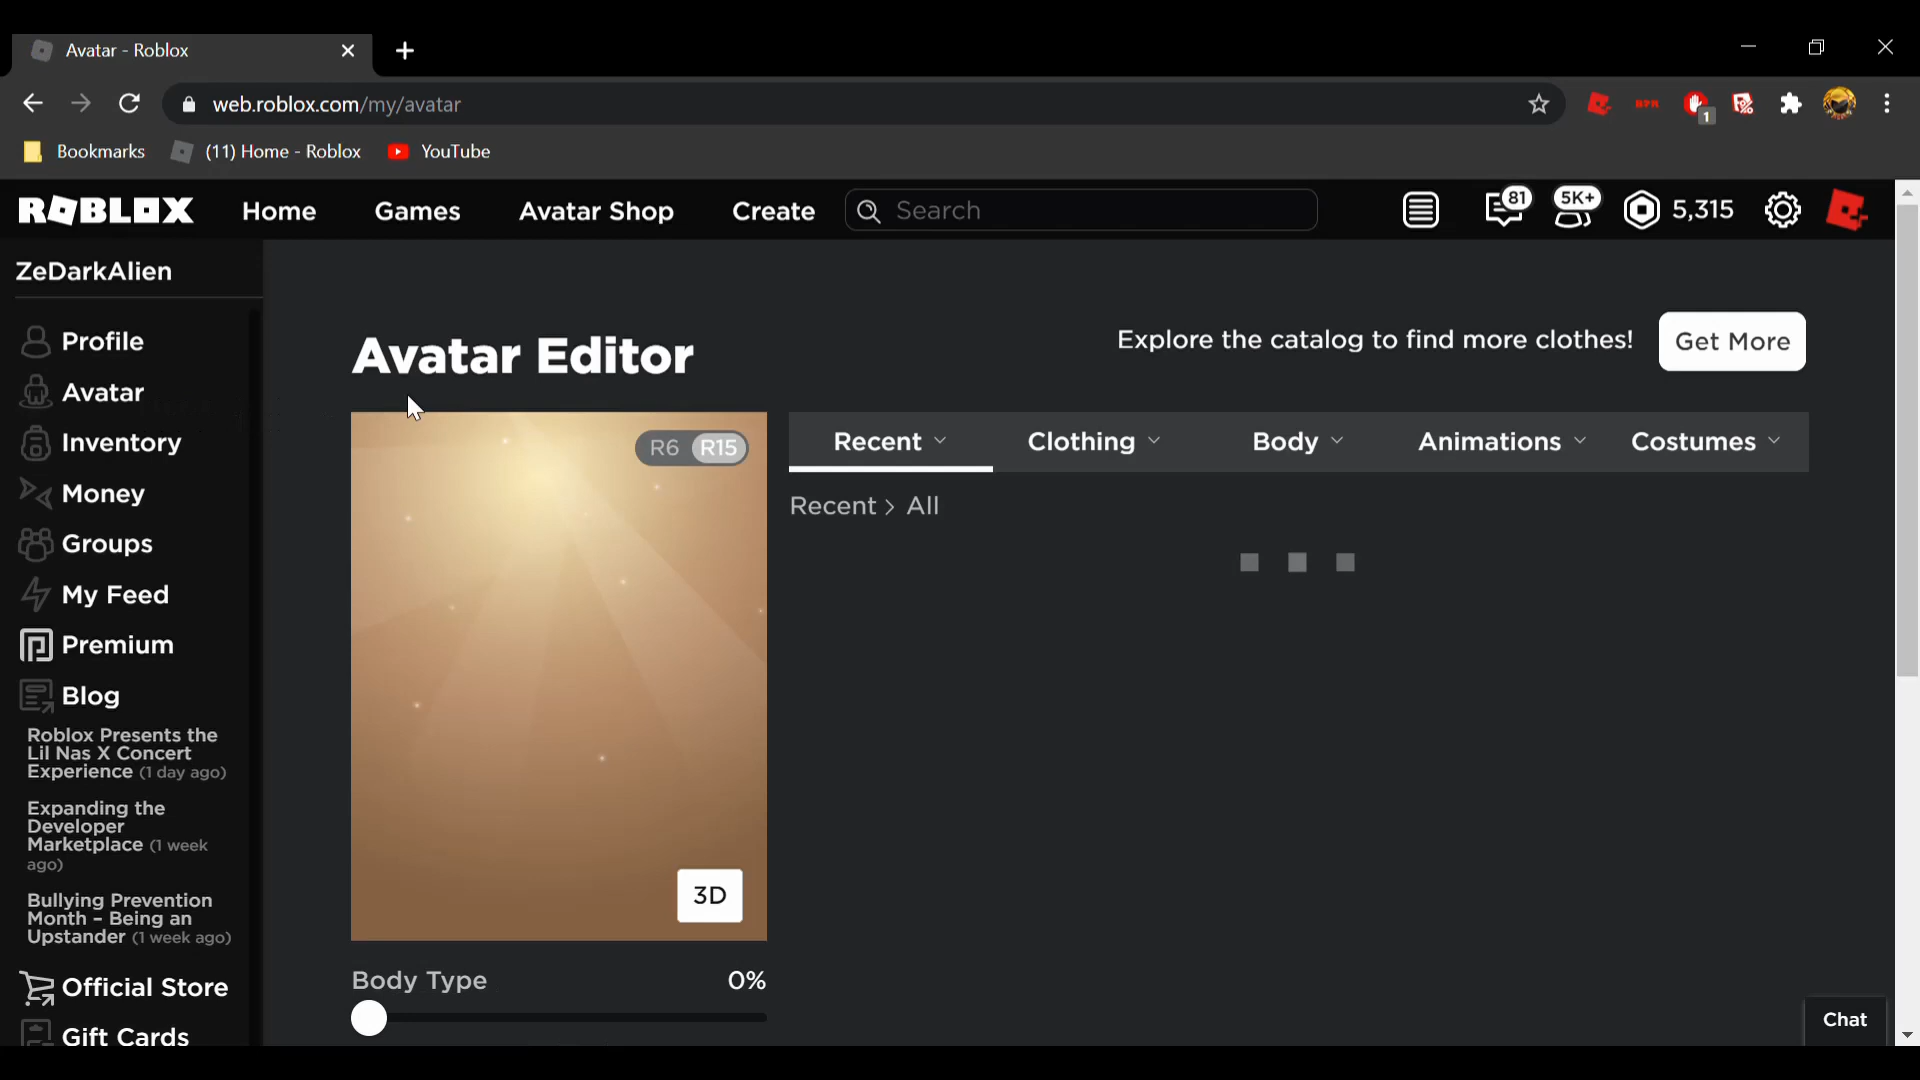 Avatar - Roblox
web.roblox.com/my/avatar
1
Bookmarks
(11) Home - Roblox
YouTube
ROBLOX
Home
Games
Avatar Shop
Create
Search
81
5K+
5,315
ZeDarkAlien
Profile
Avatar
Inventory
Money
Groups
My Feed
Premium
Blog
Roblox Presents the
Lil Nas X Concert
Experience (1 day ago)
Expanding the
Developer
Marketplace (1 week
ago)
Bullying Prevention
Month – Being an
Upstander (1 week ago)
Official Store
Gift Cards
Avatar Editor
Explore the catalog to find more clothes!
Get More
R6
R15
3D
Body Type
0%
Recent
Clothing
Body
Animations
Costumes
Recent > All
Chat